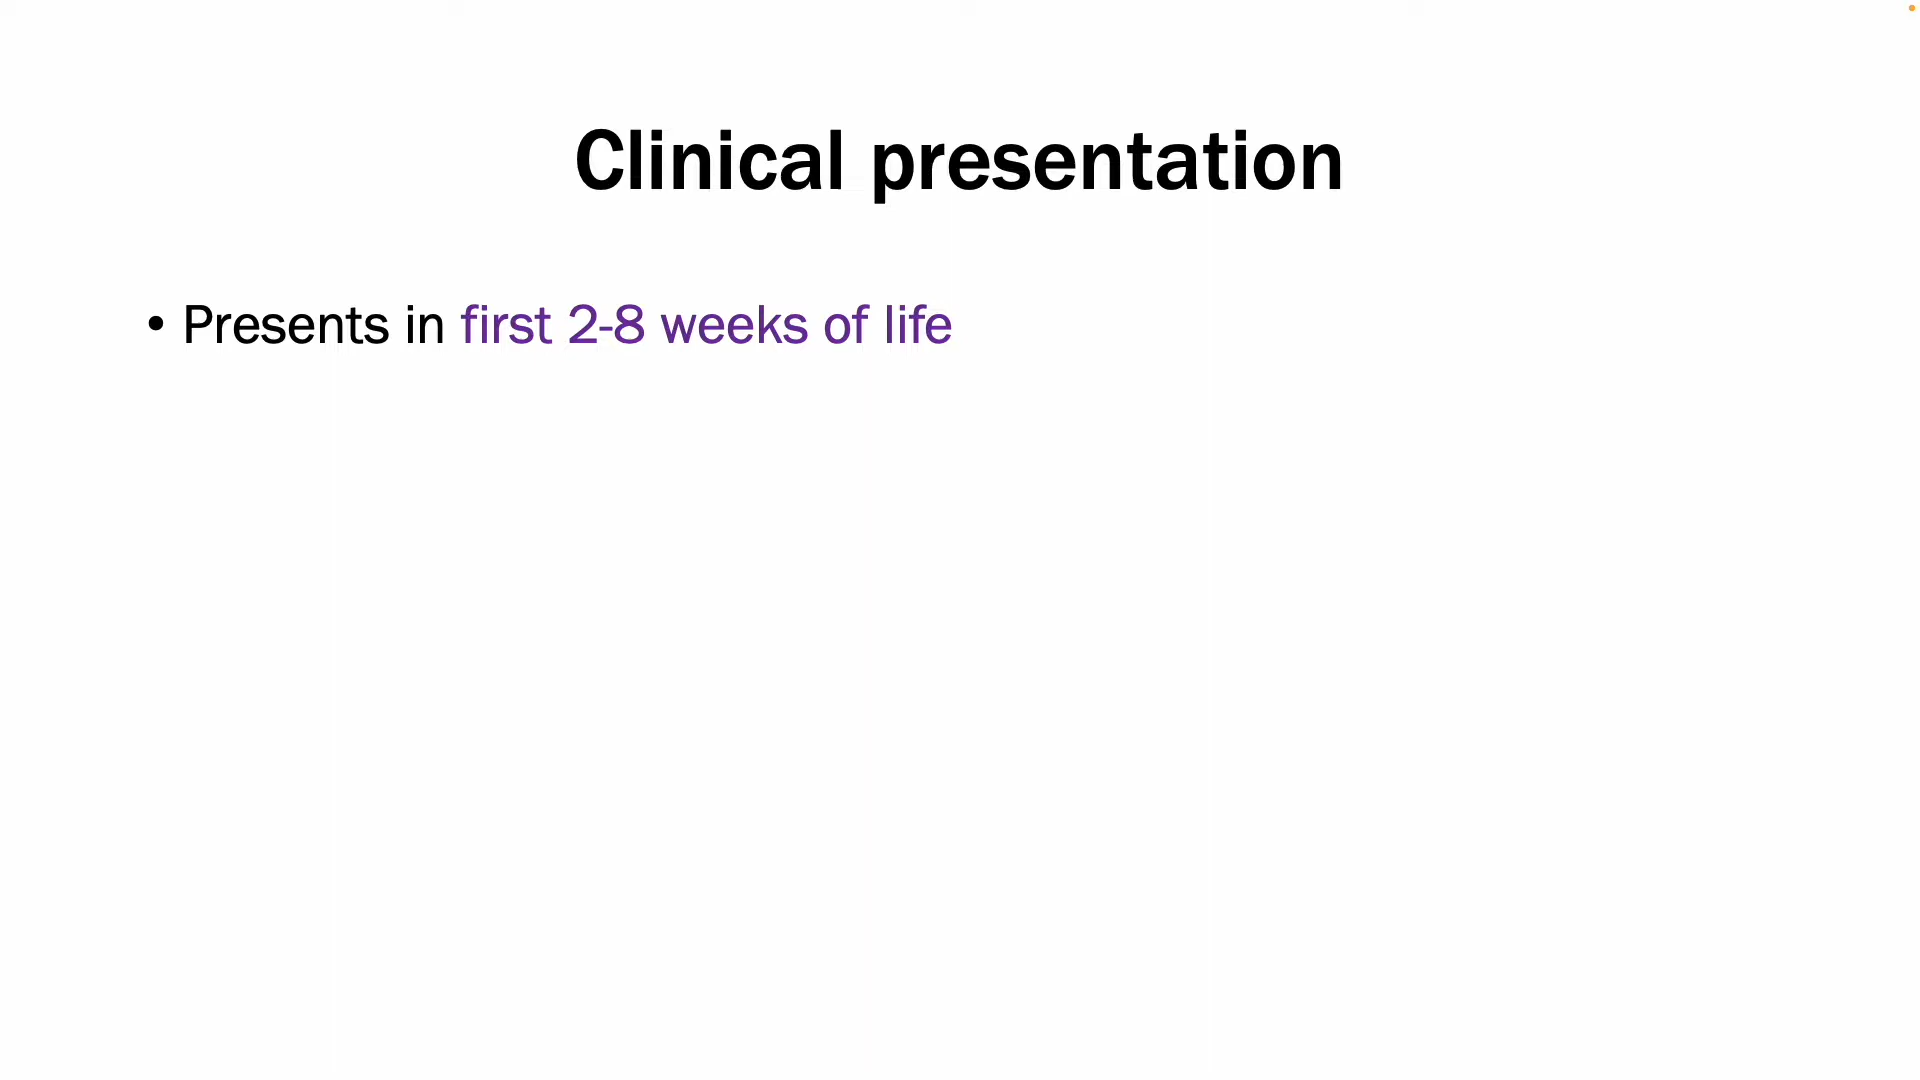 Clinical presentation
• Presents in first 2-8 weeks of life